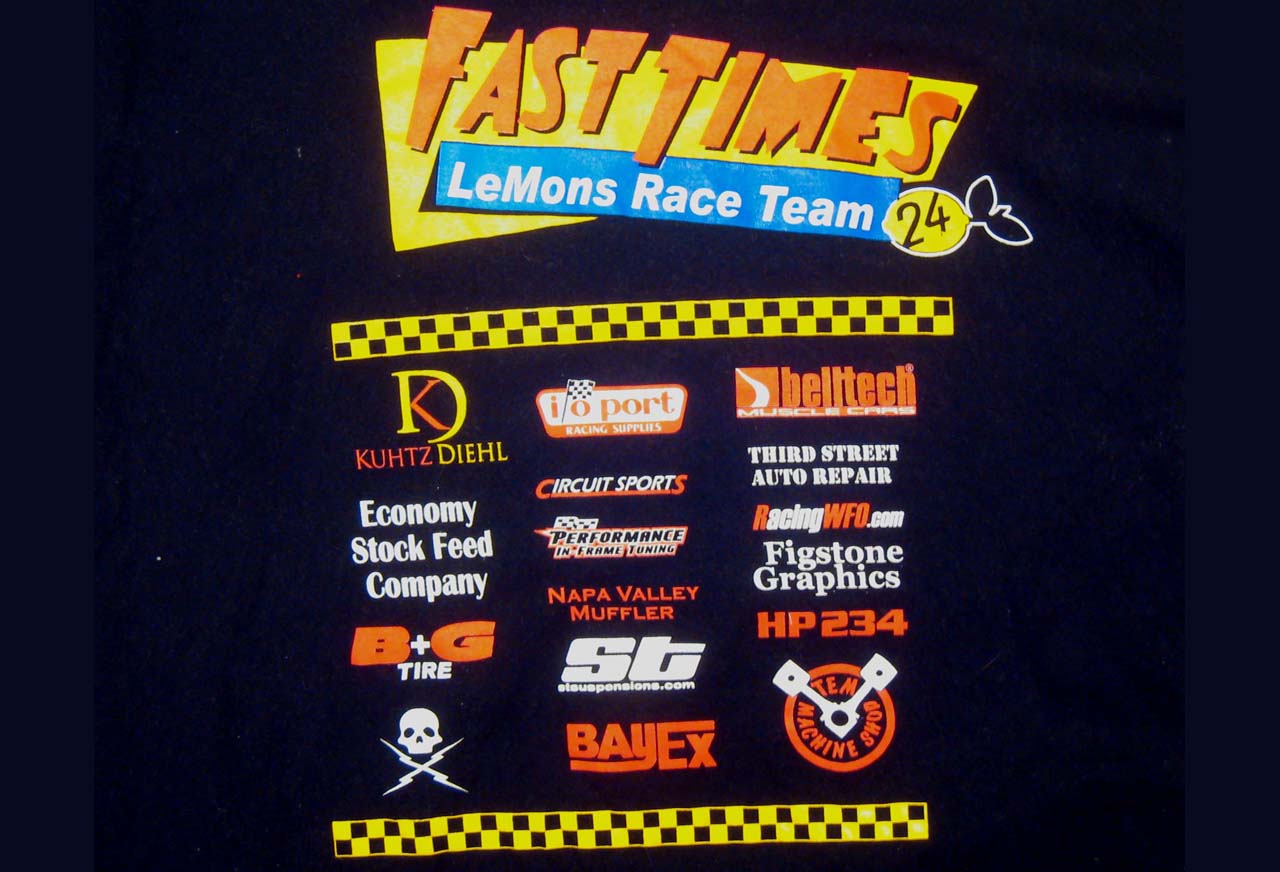 FAST TIMES
LeMons Race Team
24
KD
KUHTZ DIEHL
Economy
Stock Feed
Company
B+G
TIRE
i/o port
RACING SUPPLIES
CIRCUIT SPORTS
PERFORMANCE
IN-FRAME TUNING
NAPA VALLEY
MUFFLER
St
stsuspensions.com
BAYEX
belltech®
MUSCLE CARS
THIRD STREET
AUTO REPAIR
RacingWFO.com
Figstone
Graphics
HP 234
TEM
MACHINE SHOP